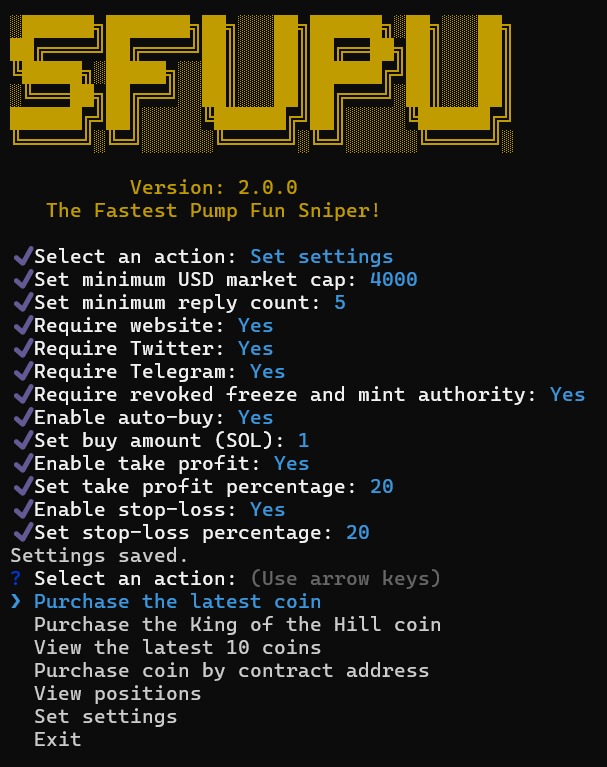 SF UPU
Version: 2.0.0
The Fastest Pump Fun Sniper!
✔Select an action: Set settings
✔Set minimum USD market cap: 4000
✔Set minimum reply count: 5
✔Require website: Yes
✔Require Twitter: Yes
✔Require Telegram: Yes
✔Require revoked freeze and mint authority: Yes
✔Enable auto-buy: Yes
✔Set buy amount (SOL): 1
✔Enable take profit: Yes
✔Set take profit percentage: 20
✔Enable stop-loss: Yes
✔Set stop-loss percentage: 20
Settings saved.
? Select an action: (Use arrow keys)
❯ Purchase the latest coin
Purchase the King of the Hill coin
View the latest 10 coins
Purchase coin by contract address
View positions
Set settings
Exit